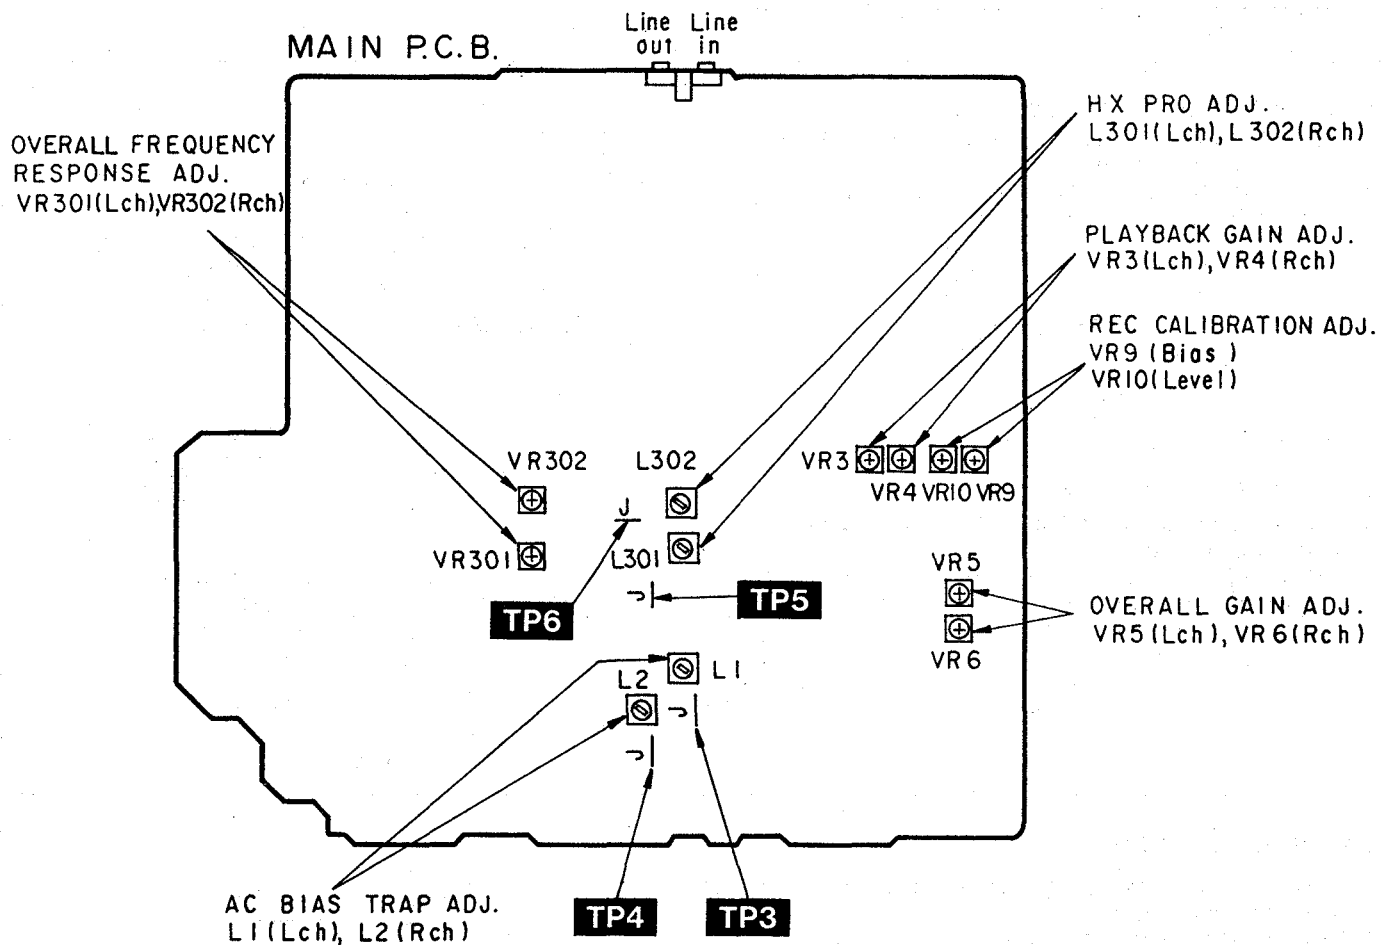 MAIN P.C.B.
Line Line
out in
HX PRO ADJ.
L301(Lch), L302(Rch)
OVERALL FREQUENCY
RESPONSE ADJ.
VR301(Lch),VR302(Rch)
PLAYBACK GAIN ADJ.
VR3(Lch), VR4(Rch)
REC CALIBRATION ADJ.
VR9 (Bias )
VR10(Level)
VR302
L302
VR3
VR4 VR10 VR9
J
VR301
L301
VR5
J
TP5
TP6
OVERALL GAIN ADJ.
VR5(Lch), VR6(Rch)
VR6
L1
L2
J
J
AC BIAS TRAP ADJ.
L1(Lch), L2(Rch)
TP4
TP3